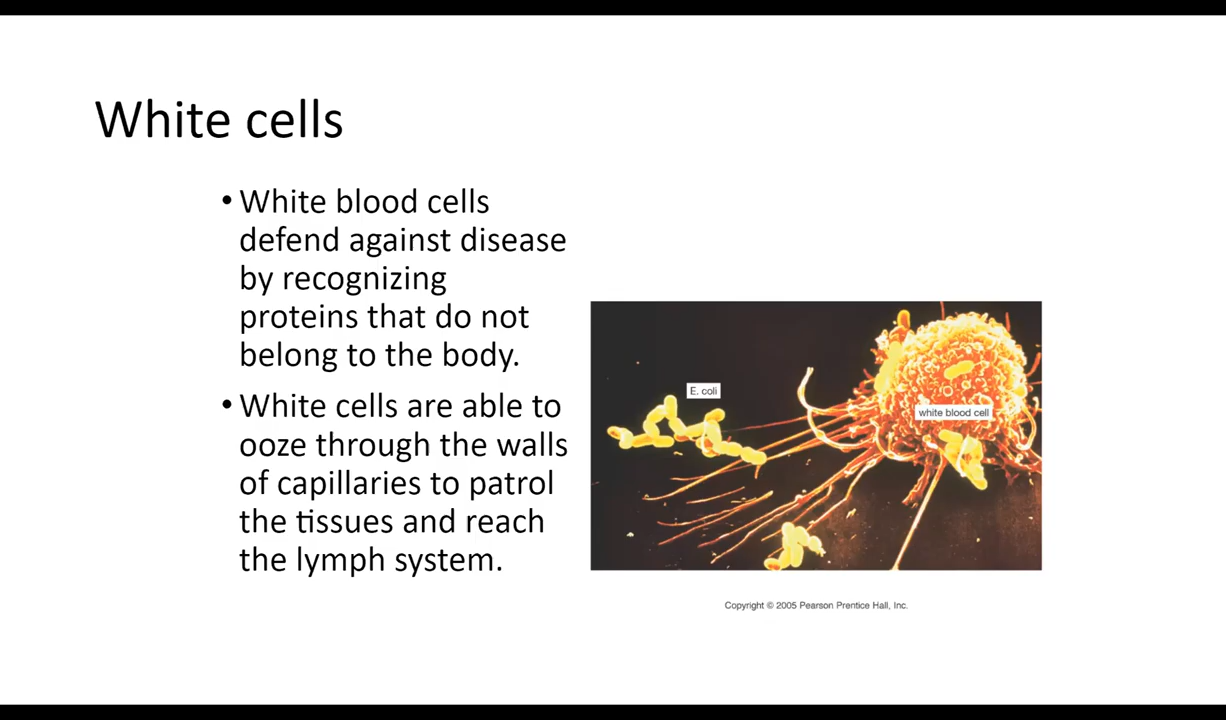 White cells
• White blood cells
defend against disease
by recognizing
proteins that do not
belong to the body.
• White cells are able to
ooze through the walls
of capillaries to patrol
the tissues and reach
the lymph system.
E. coli
white blood cell
Copyright © 2005 Pearson Prentice Hall, Inc.